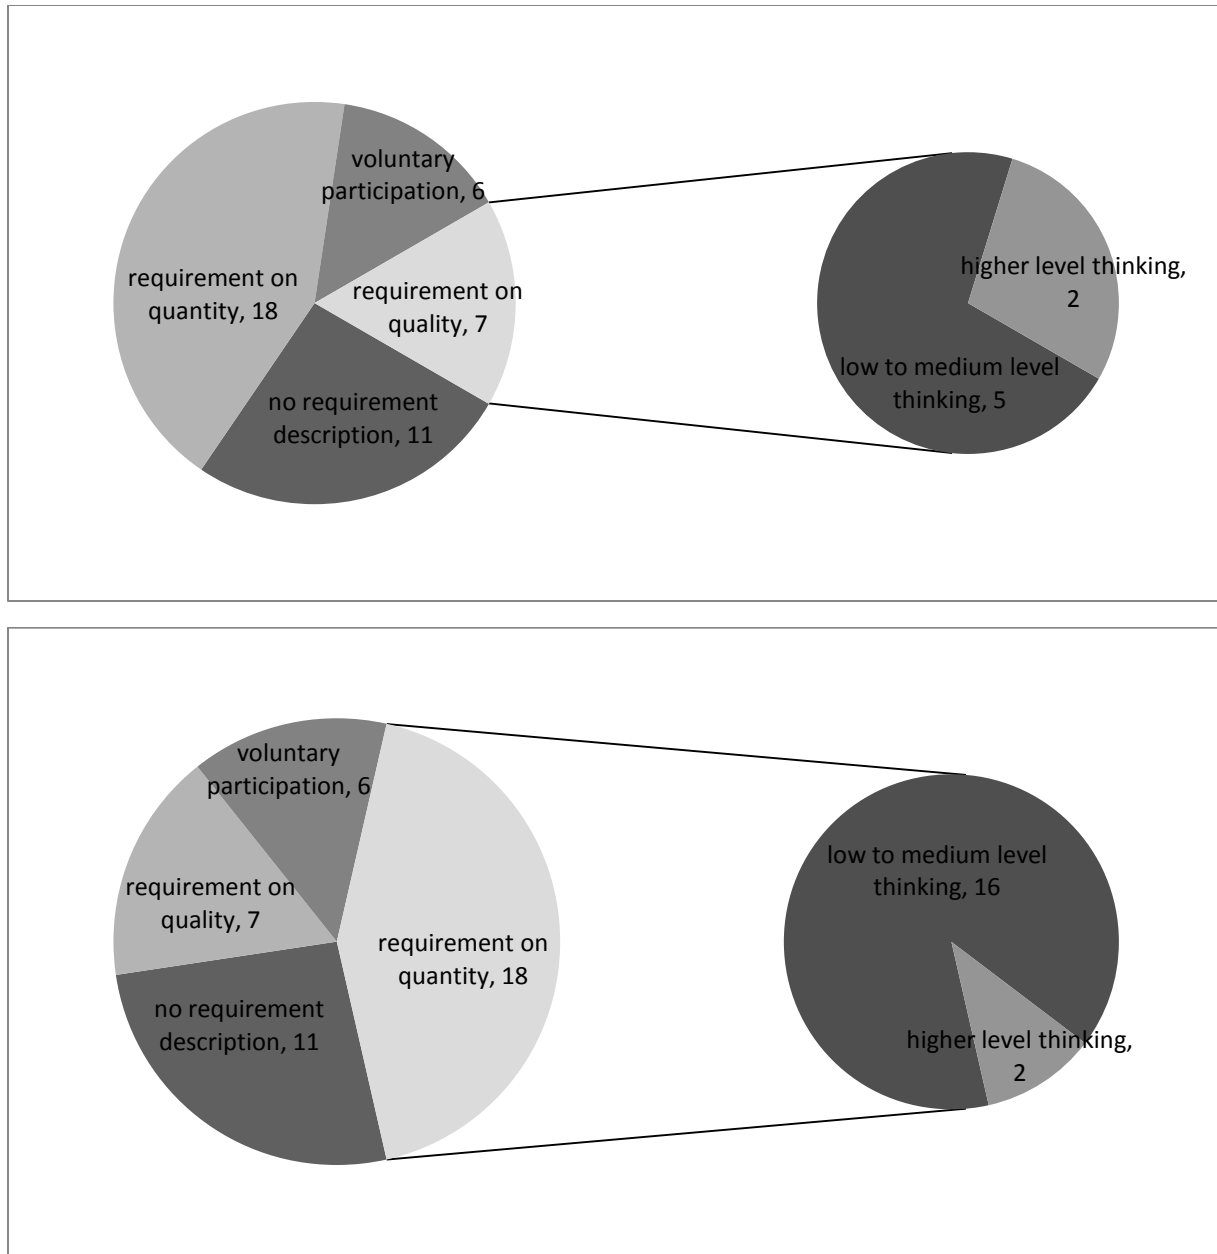 voluntary
participation, 6
requirement on
quantity, 18
requirement on
quality, 7
no requirement
description, 11
higher level thinking,
2
low to medium level
thinking, 5
voluntary
participation, 6
requirement on
quality, 7
requirement on
quantity, 18
no requirement
description, 11
low to medium level
thinking, 16
higher level thinking,
2